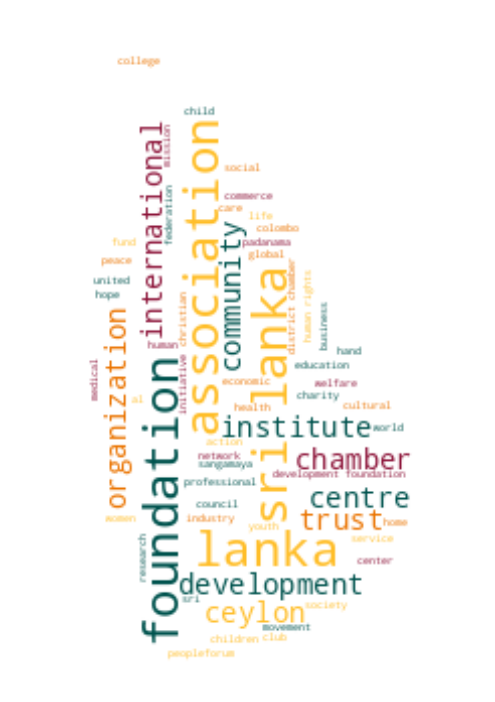 college
child
mission
international
association
social
federation
commerce
care
life
community
colombo
fund
padanama
peace
global
united
district chamber
sri lanka
human rights
hope
christian
business
organization
human
hand
initiative
foundation
education
medical
economic
welfare
charity
al
health
cultural
institute
world
action
network
chamber
sangamaya
development foundation
professional
centre
council
trust
women
industry
home
youth
research
lanka
service
center
development
sri
ceylon
society
movement
children
club
peopleforum